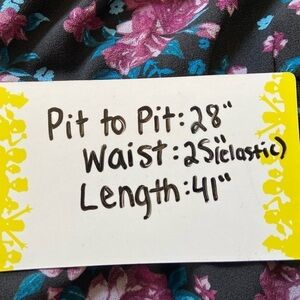 Pit to Pit: 28"
Waist: 25"(elastic)
Length: 41"